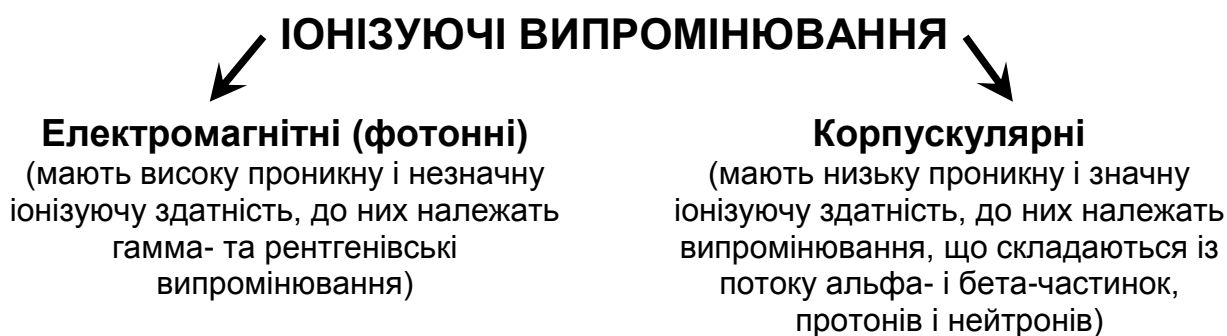 ІОНІЗУЮЧІ ВИПРОМІНЮВАННЯ
Електромагнітні (фотонні)
(мають високу проникну і незначну
іонізуючу здатність, до них належать
гамма- та рентгенівські
випромінювання)
Корпускулярні
(мають низьку проникну і значну
іонізуючу здатність, до них належать
випромінювання, що складаються із
потоку альфа- і бета-частинок,
протонів і нейтронів)